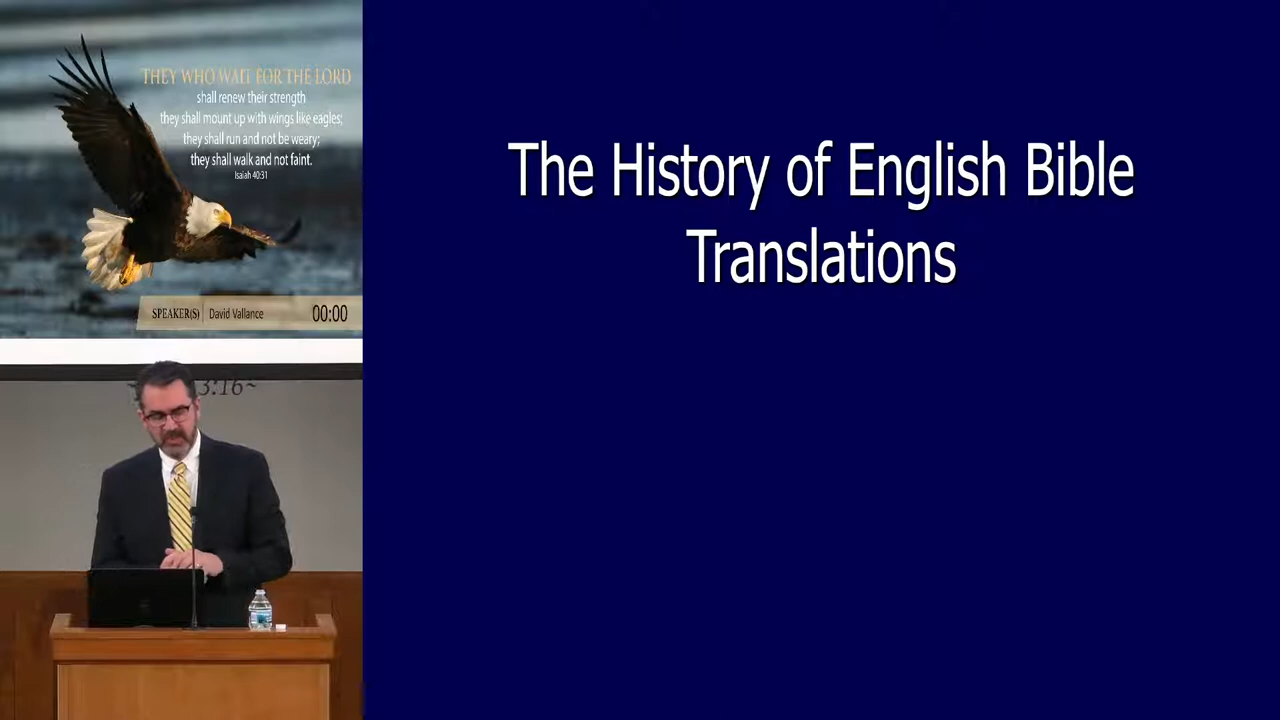 THEY WHO WAIT FOR THE LORD
shall renew their strength
they shall mount up with wings like eagles;
they shall run and not be weary;
they shall walk and not faint.
Isaiah 40:31
SPEAKER(S) David Vallance 00:00
3:16~
The History of English Bible
Translations